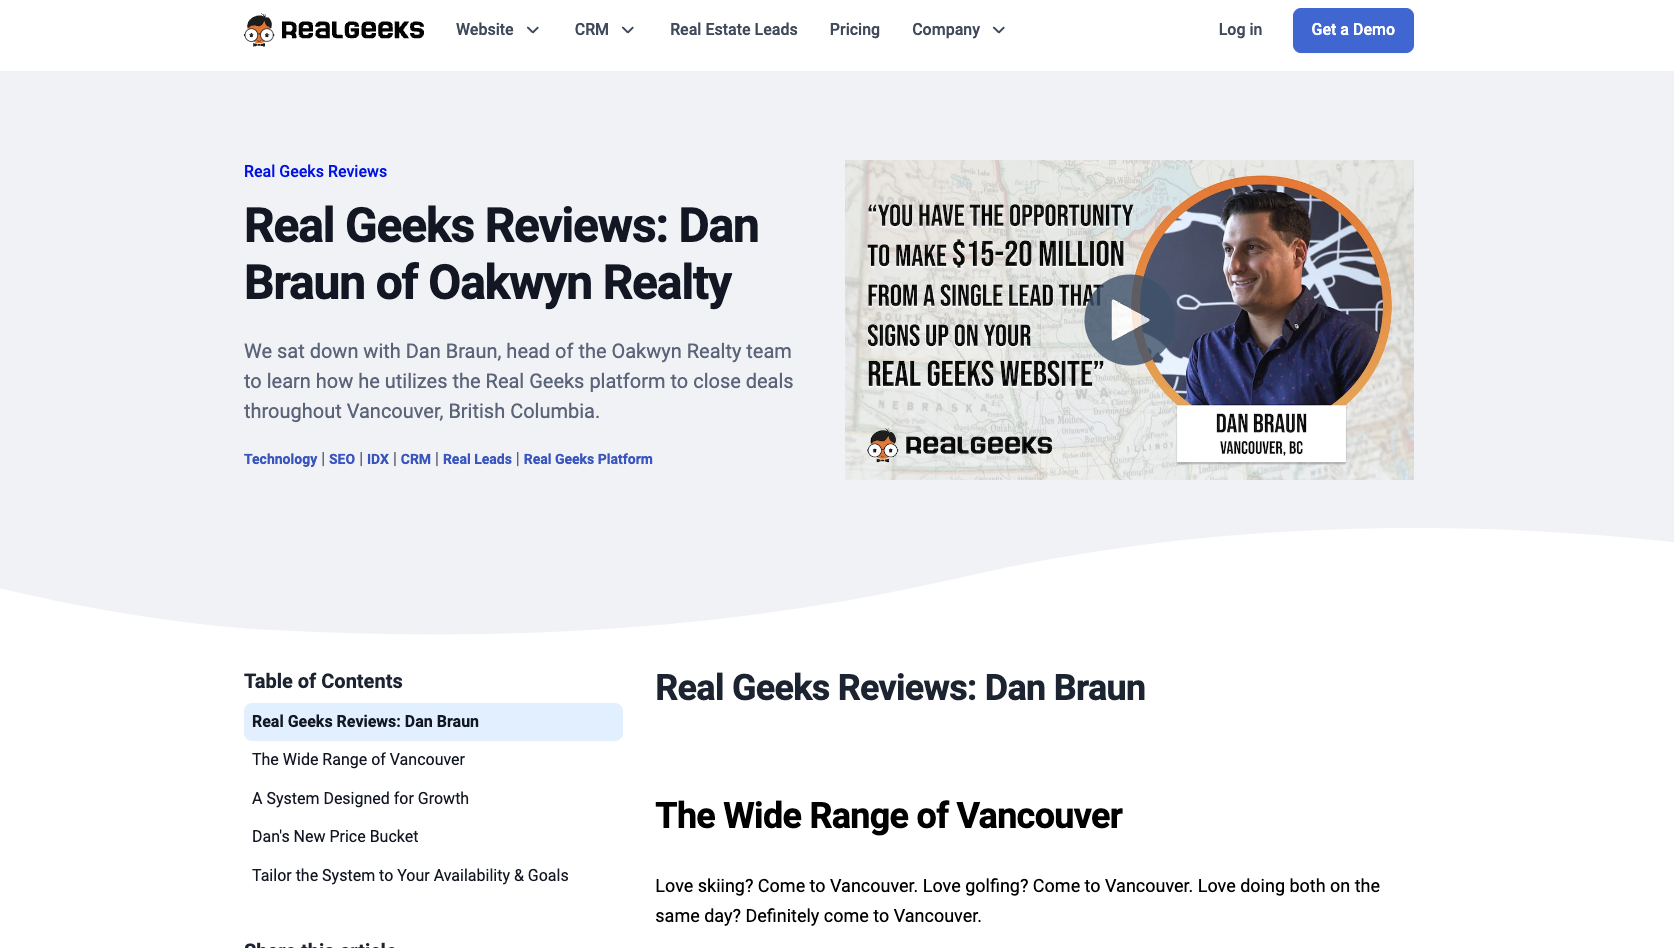 REALGEEKS
Website
CRM
Real Estate Leads
Pricing
Company
Log in
Get a Demo
Real Geeks Reviews
Real Geeks Reviews: Dan
Braun of Oakwyn Realty
We sat down with Dan Braun, head of the Oakwyn Realty team
to learn how he utilizes the Real Geeks platform to close deals
throughout Vancouver, British Columbia.
Technology | SEO | IDX | CRM | Real Leads | Real Geeks Platform
“YOU HAVE THE OPPORTUNITY
TO MAKE $15-20 MILLION
FROM A SINGLE LEAD THAT
SIGNS UP ON YOUR
REAL GEEKS WEBSITE”
NEBRASKA
IOWA
REALGEEKS
DAN BRAUN
VANCOUVER, BC
Table of Contents
Real Geeks Reviews: Dan Braun
The Wide Range of Vancouver
A System Designed for Growth
Dan's New Price Bucket
Tailor the System to Your Availability & Goals
Share this article
Real Geeks Reviews: Dan Braun
The Wide Range of Vancouver
Love skiing? Come to Vancouver. Love golfing? Come to Vancouver. Love doing both on the
same day? Definitely come to Vancouver.